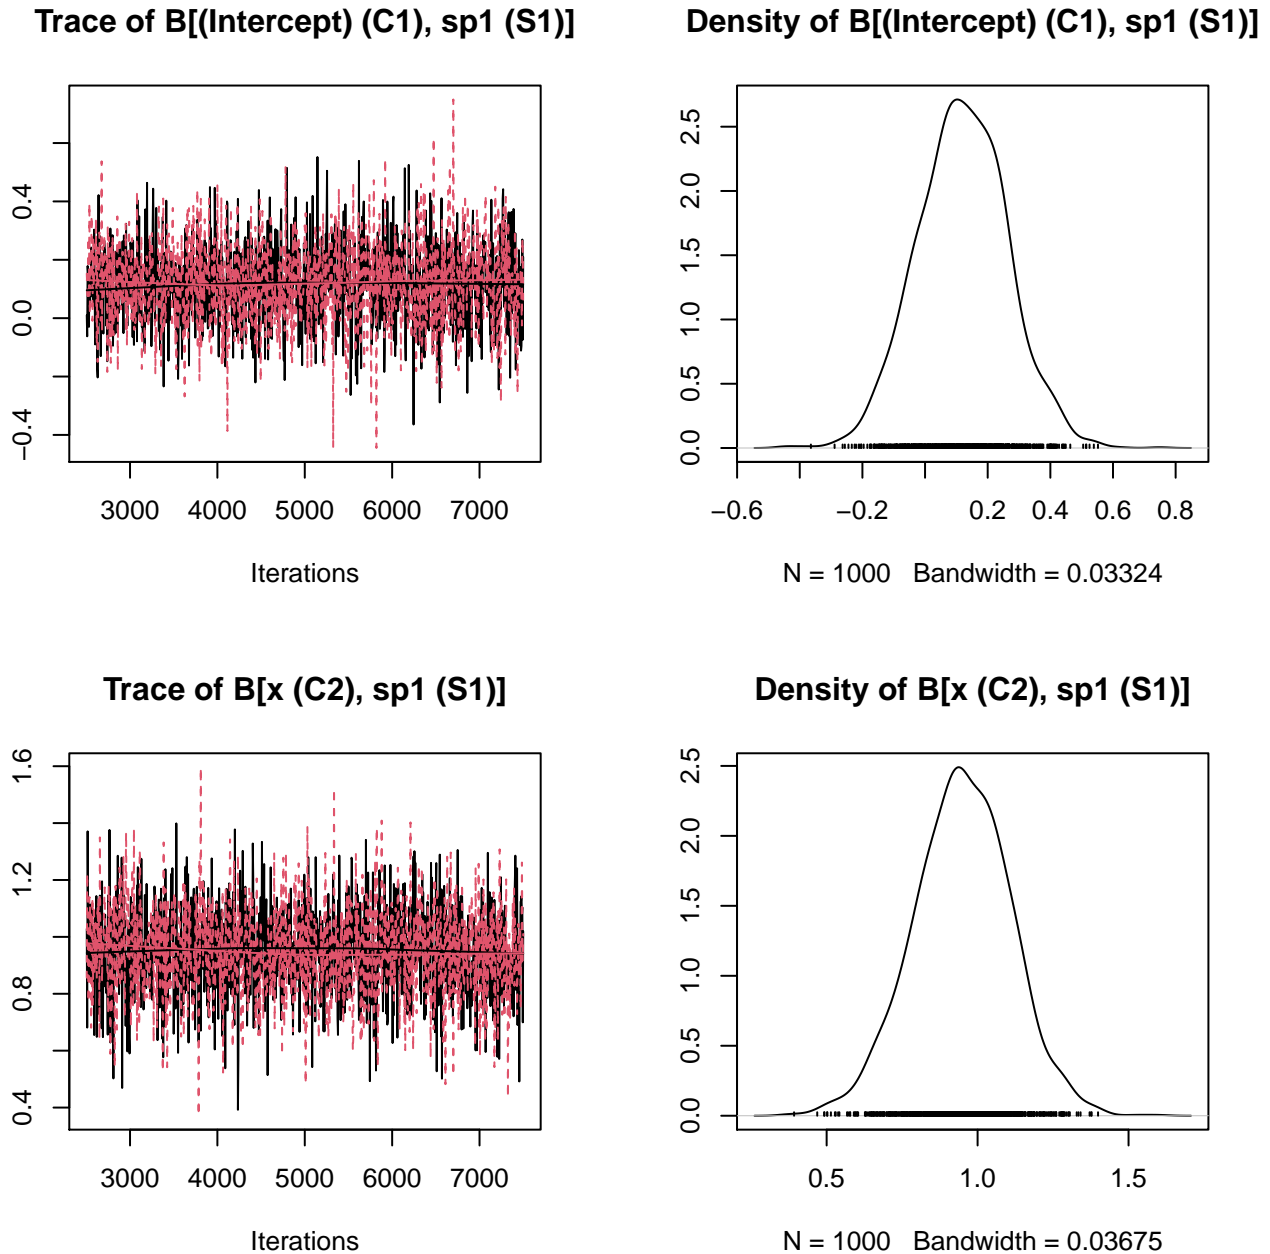 Trace of B[(Intercept) (C1), sp1 (S1)]
Density of B[(Intercept) (C1), sp1 (S1)]
−0.4 0.0 0.4
3000 4000 5000 6000 7000
Iterations
0.0 0.5 1.0 1.5 2.0 2.5
−0.6 −0.2 0.2 0.4 0.6 0.8
N = 1000 Bandwidth = 0.03324
Trace of B[x (C2), sp1 (S1)]
Density of B[x (C2), sp1 (S1)]
0.4 0.8 1.2 1.6
3000 4000 5000 6000 7000
Iterations
0.0 0.5 1.0 1.5 2.0 2.5
0.5 1.0 1.5
N = 1000 Bandwidth = 0.03675